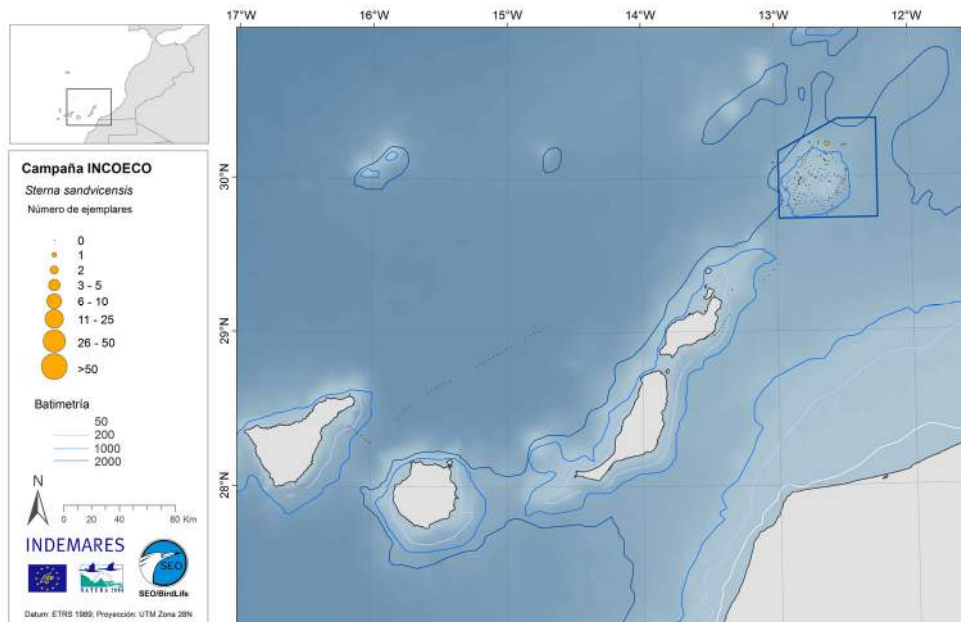 17°W 16°W 15°W 14°W 13°W 12°W
30°N
29°N
28°N
Campaña INCOECO
Sterna sandvicensis
Número de ejemplares
0
1
2
3 - 5
6 - 10
11 - 25
26 - 50
>50
Batimetría
50
200
1000
2000
N
0 20 40 80 Km
INDEMARES
Life
NATURA 2000
SEO
SEO/BirdLife
Datum: ETRS 1989; Proyección: UTM Zona 28N